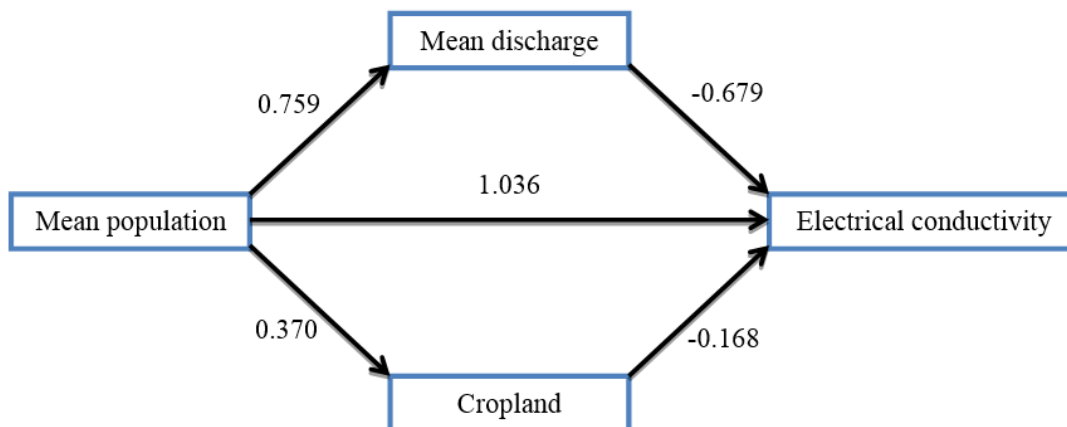 Mean discharge
0.759
-0.679
1.036
Mean population
Electrical conductivity
0.370
-0.168
Cropland